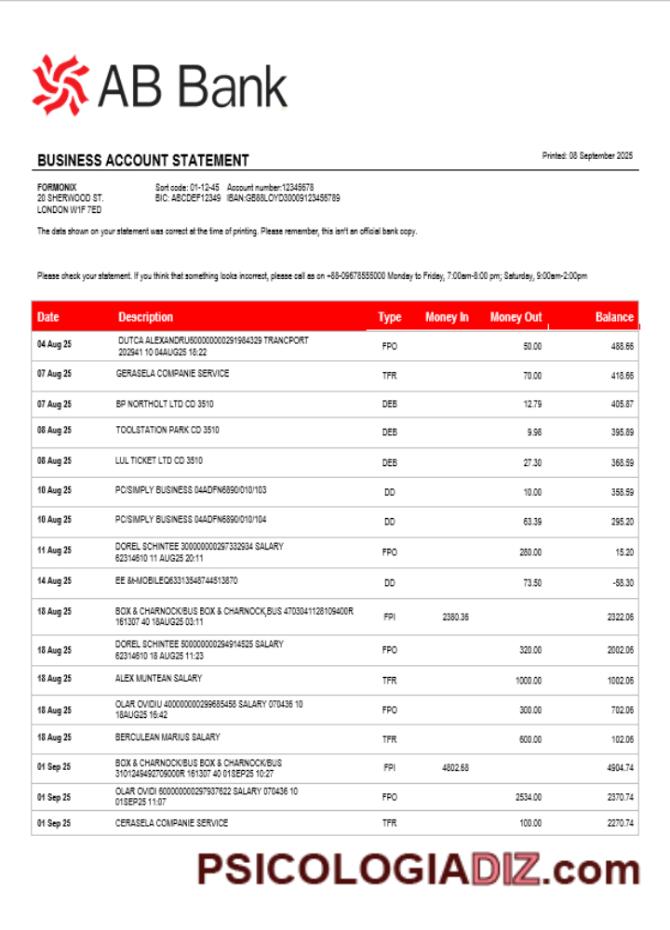 AB Bank
BUSINESS ACCOUNT STATEMENT
Printed: 08 September 2025
FORMONIX
20 SHERWOOD ST.
LONDON W1F 7ED
Sort code: 01-12-45 Account number:12345678
BIC: ABCDEF12349 IBAN:GB88LOYD30009123456789
The data shown on your statement was correct at the time of printing. Please remember, this isn't an official bank copy.
Please check your statement. If you think that something looks incorrect, please call as on +88-09678555000 Monday to Friday, 7:00am-8:00 pm; Saturday, 9:00am-2:00pm
Date Description Type Money In Money Out Balance
04 Aug 25 DUTCA ALEXANDRU600000000291984329 TRANCPORT FPO 50.00 488.66
202941 10 04AUG25 18:22
07 Aug 25 GERASELA COMPANIE SERVICE TFR 70.00 418.66
07 Aug 25 BP NORTHOLT LTD CD 3510 DEB 12.79 405.87
08 Aug 25 TOOLSTATION PARK CD 3510 DEB 9.98 395.89
08 Aug 25 LUL TICKET LTD CD 3510 DEB 27.30 368.59
10 Aug 25 PC/SIMPLY BUSINESS 04ADFN6890/010/103 DD 10.00 358.59
10 Aug 25 PC/SIMPLY BUSINESS 04ADFN6890/010/104 DD 63.39 295.20
11 Aug 25 DOREL SCHINTEE 300000000297332934 SALARY FPO 280.00 15.20
62314610 11 AUG25 20:11
14 Aug 25 EE &t-MOBILEQ63313548744513870 DD 73.50 -58.30
18 Aug 25 BOX & CHARNOCK/BUS BOX & CHARNOCK,BUS 4703041128109400R FPI 2380.36 2322.06
161307 40 18AUG25 03:11
18 Aug 25 DOREL SCHINTEE 500000000294914525 SALARY FPO 320.00 2002.06
62314610 18 AUG25 11:23
18 Aug 25 ALEX MUNTEAN SALARY TFR 1000.00 1002.06
18 Aug 25 OLAR OVIDIU 400000000299685458 SALARY 070436 10 FPO 300.00 702.06
18AUG25 16:42
18 Aug 25 BERCULEAN MARIUS SALARY TFR 600.00 102.06
01 Sep 25 BOX & CHARNOCK/BUS BOX & CHARNOCK/BUS FPI 4802.68 4904.74
3101249492709000R 161307 40 01SEP25 10:27
01 Sep 25 OLAR OVIDI 600000000297937622 SALARY 070436 10 FPO 2534.00 2370.74
01SEP25 11:07
01 Sep 25 CERASELA COMPANIE SERVICE TFR 100.00 2270.74
PSICOLOGIADIZ.com